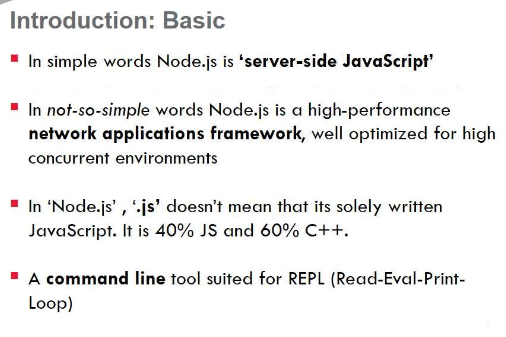 Introduction: Basic
In simple words Node.js is ‘server-side JavaScript’
In not-so-simple words Node.js is a high-performance
network applications framework, well optimized for high
concurrent environments
In ‘Node.js’ , ‘.js’ doesn’t mean that its solely written
JavaScript. It is 40% JS and 60% C++.
A command line tool suited for REPL (Read-Eval-Print-
Loop)